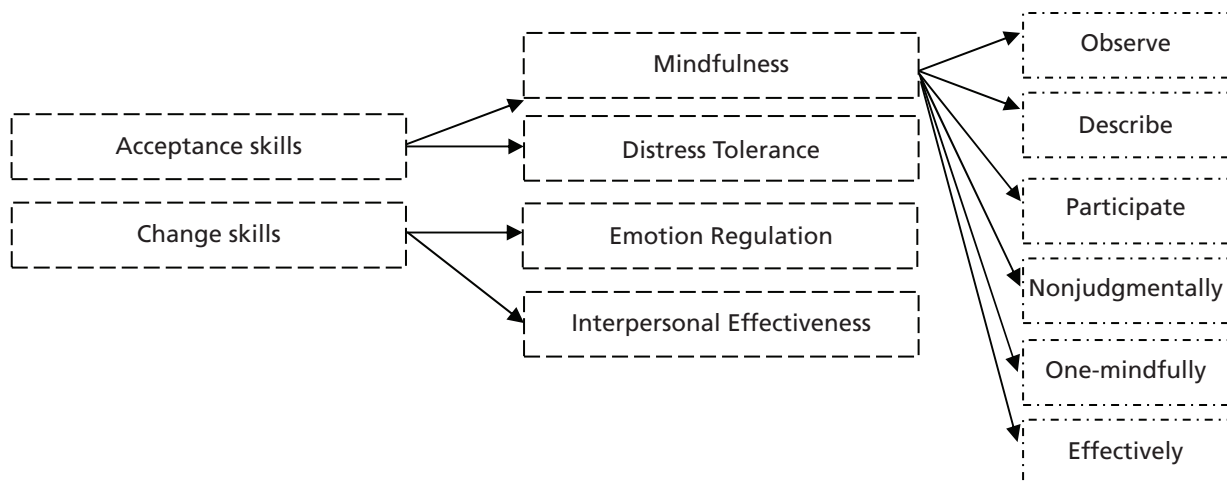 Acceptance skills
Change skills
Mindfulness
Distress Tolerance
Emotion Regulation
Interpersonal Effectiveness
Observe
Describe
Participate
Nonjudgmentally
One-mindfully
Effectively